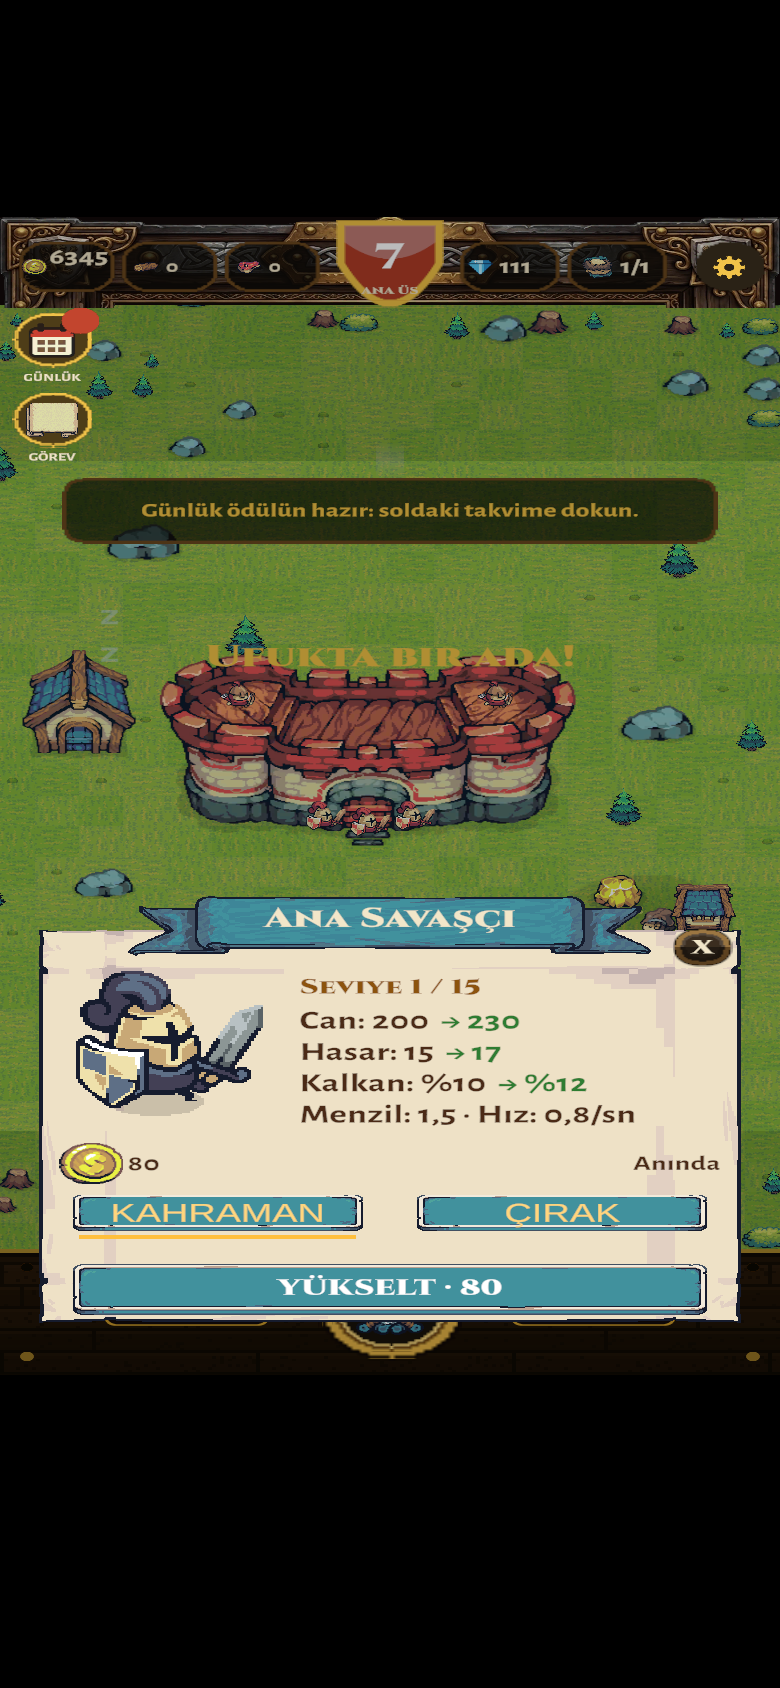 6345
0
0
7
ANA ÜS
111
1/1
GÜNLÜK
GÖREV
Günlük ödülün hazır: soldaki takvime dokun.
Z
Z
UFUKTA BIR ADA!
ANA SAVAŞÇI
X
SEVIYE 1 / 15
Can: 200 → 230
Hasar: 15 → 17
Kalkan: %10 → %12
Menzil: 1,5 · Hız: 0,8/sn
80
Anında
KAHRAMAN
ÇIRAK
YÜKSELT · 80